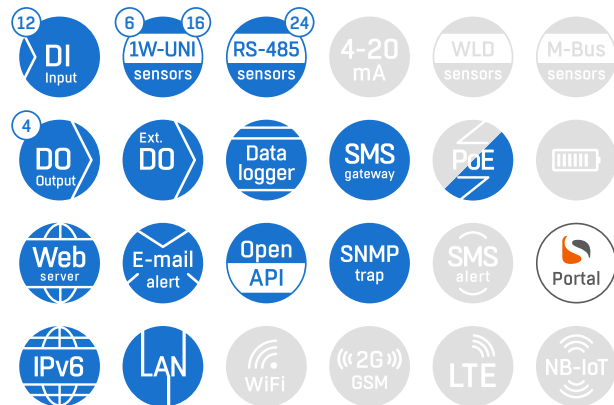 12
DI
Input
6
16
1W-UNI
sensors
24
RS-485
sensors
4-20
mA
WLD
sensors
M-Bus
sensors
4
DO
Output
Ext.
DO
Data
logger
SMS
gateway
PoE
Web
server
E-mail
alert
Open
API
SNMP
trap
SMS
alert
Portal
IPv6
LAN
WiFi
2G
GSM
LTE
NB-IoT